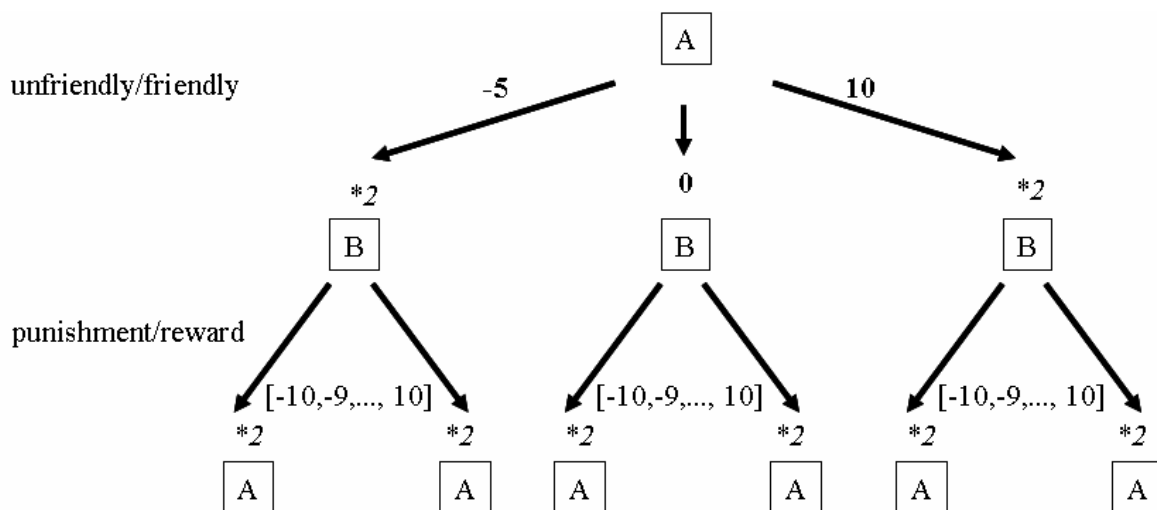 A
unfriendly/friendly
-5
10
*2
0
*2
B
B
B
punishment/reward
[-10,-9,..., 10]
[-10,-9,..., 10]
[-10,-9,..., 10]
*2
*2
*2
*2
*2
*2
A
A
A
A
A
A